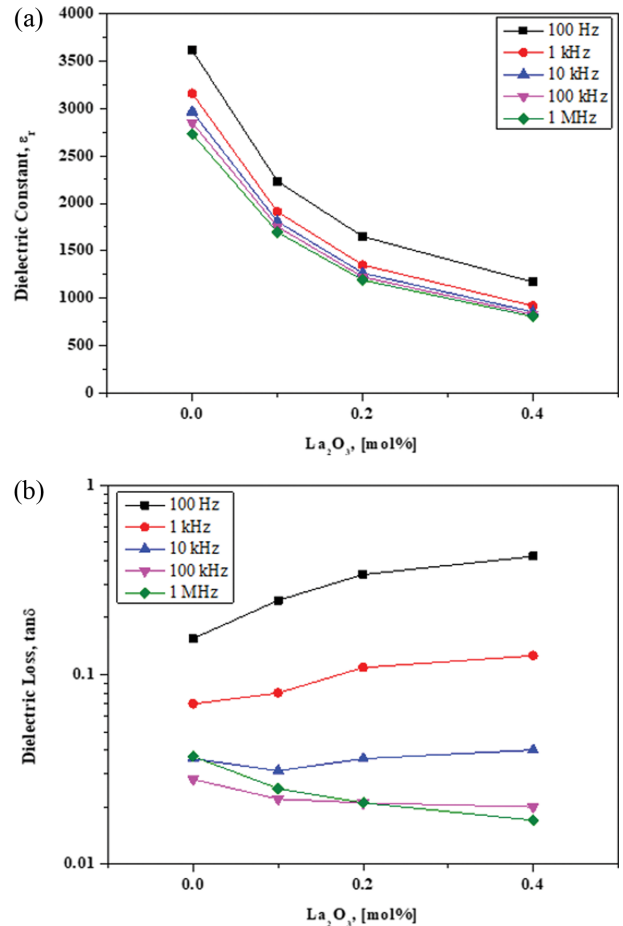 (a)
4000
3500
3000
2500
2000
1500
1000
500
0
Dielectric Constant, εr
100 Hz
1 kHz
10 kHz
100 kHz
1 MHz
0.0
0.2
0.4
La2O3, [mol%]
(b)
1
0.1
0.01
Dielectric Loss, tanδ
100 Hz
1 kHz
10 kHz
100 kHz
1 MHz
0.0
0.2
0.4
La2O3, [mol%]